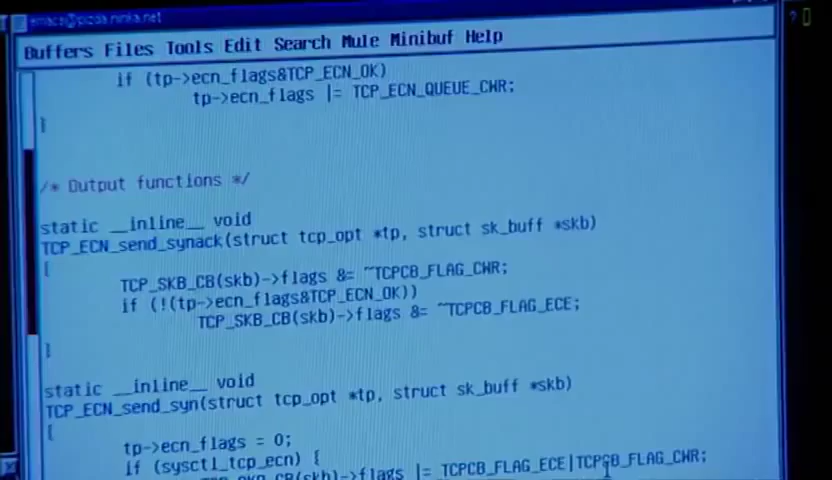 emacs@pizda.ninka.net
Buffers Files Tools Edit Search Mule Minibuf Help
if (tp->ecn_flags&TCP_ECN_OK)
tp->ecn_flags |= TCP_ECN_QUEUE_CWR;
}
/* Output functions */
static __inline__ void
TCP_ECN_send_synack(struct tcp_opt *tp, struct sk_buff *skb)
{
TCP_SKB_CB(skb)->flags &= ~TCPCB_FLAG_CWR;
if (!(tp->ecn_flags&TCP_ECN_OK))
TCP_SKB_CB(skb)->flags &= ~TCPCB_FLAG_ECE;
}
static __inline__ void
TCP_ECN_send_syn(struct tcp_opt *tp, struct sk_buff *skb)
{
tp->ecn_flags = 0;
if (sysctl_tcp_ecn) {
TCP_SKB_CB(skb)->flags |= TCPCB_FLAG_ECE|TCPCB_FLAG_CWR;